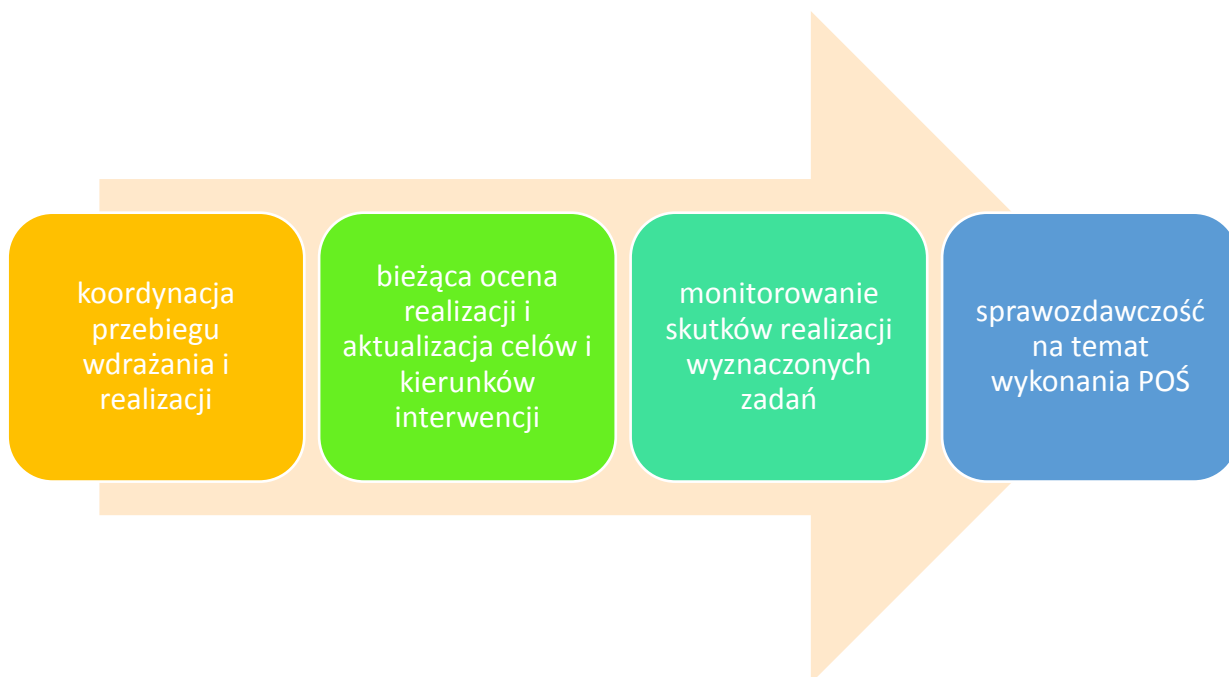 koordynacja
przebiegu
wdrażania i
realizacji
bieżąca ocena
realizacji i
aktualizacja celów i
kierunków
interwencji
monitorowanie
skutków realizacji
wyznaczonych
zadań
sprawozdawczość
na temat
wykonania POŚ